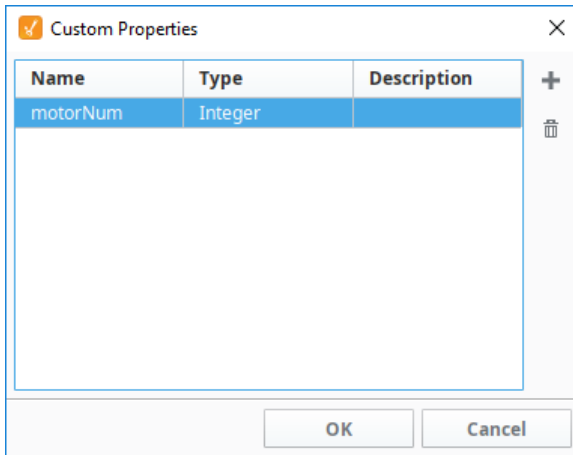 Custom Properties
Name Type Description
motorNum Integer
OK Cancel